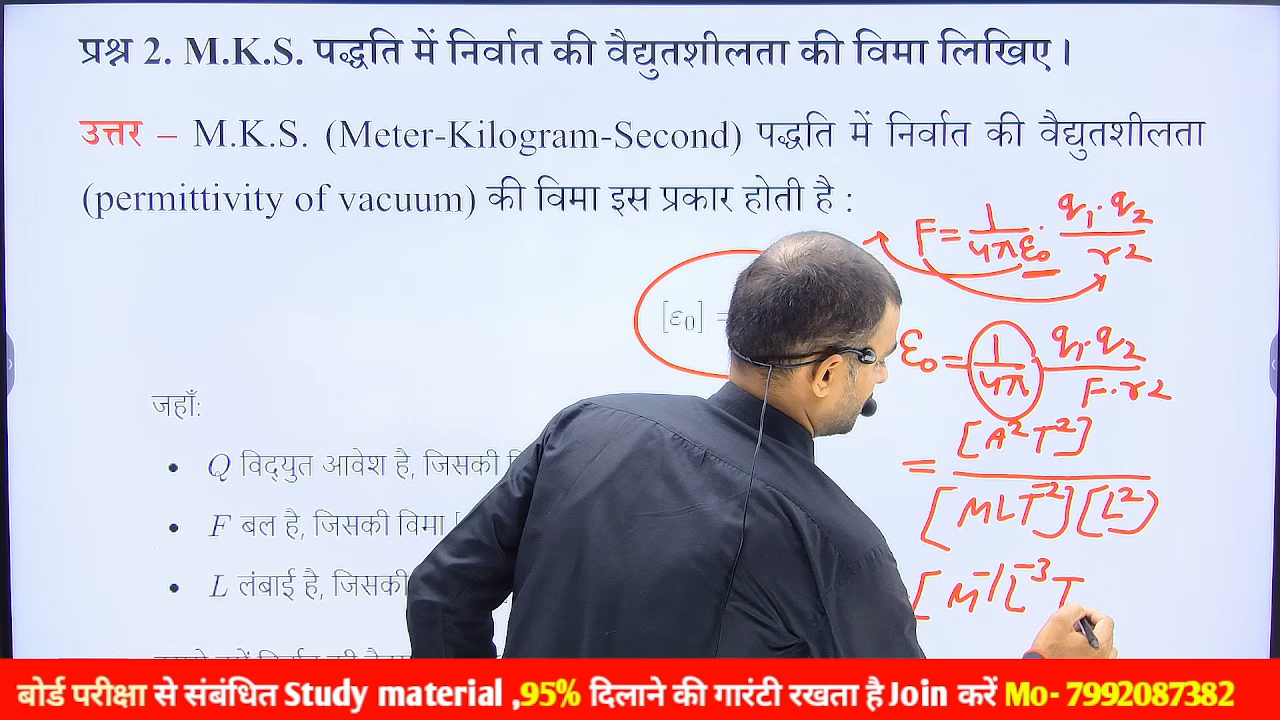 प्रश्न 2. M.K.S. पद्धति में निर्वात की वैद्युतशीलता की विमा लिखिए।
उत्तर – M.K.S. (Meter-Kilogram-Second) पद्धति में निर्वात की वैद्युतशीलता
(permittivity of vacuum) की विमा इस प्रकार होती है :
F = 1/4πε₀ · q₁·q₂/r²
[ε₀] =
ε₀ = 1/4π q₁·q₂/F·r²
= [A²T²]/[MLT⁻²][L²]
जहाँ:
• Q विद्युत आवेश है, जिसकी
• F बल है, जिसकी विमा [
• L लंबाई है, जिसकी
[M⁻¹L⁻³T
बोर्ड परीक्षा से संबंधित Study material ,95% दिलाने की गारंटी रखता है Join करें Mo- 7992087382